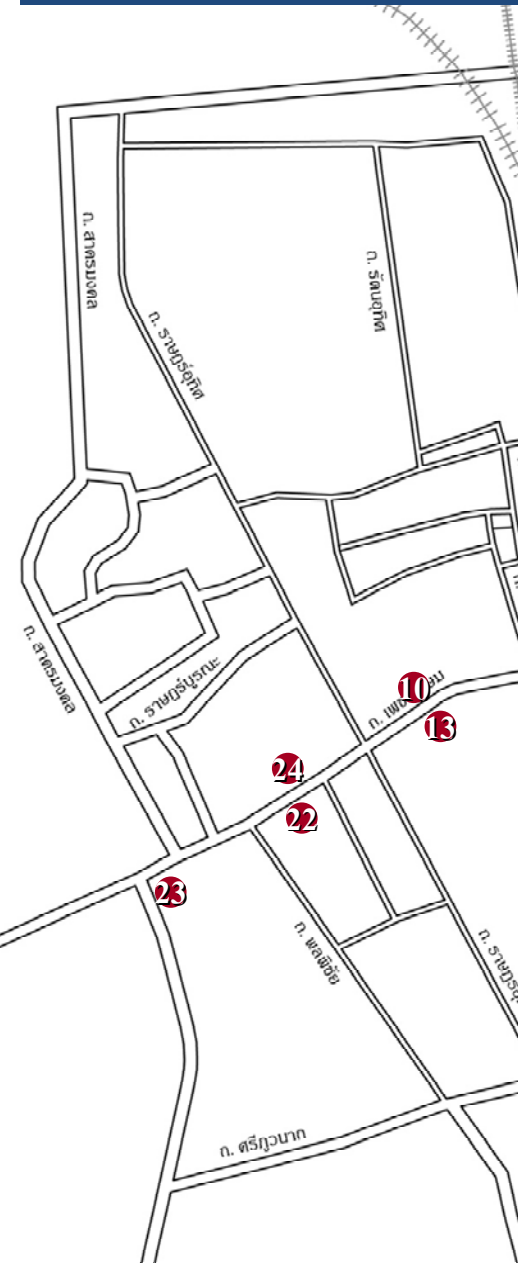 ถ. สาครมงคล
ถ. รัตนอุทิศ
ถ. ราษฎร์อุทิศ
ถ. สาครมงคล
ถ. ราษฎร์บูรณะ
10
ถ.
13
24
22
23
ถ. พลพิชัย
ถ.
ถ. ศรีภูวนาถ